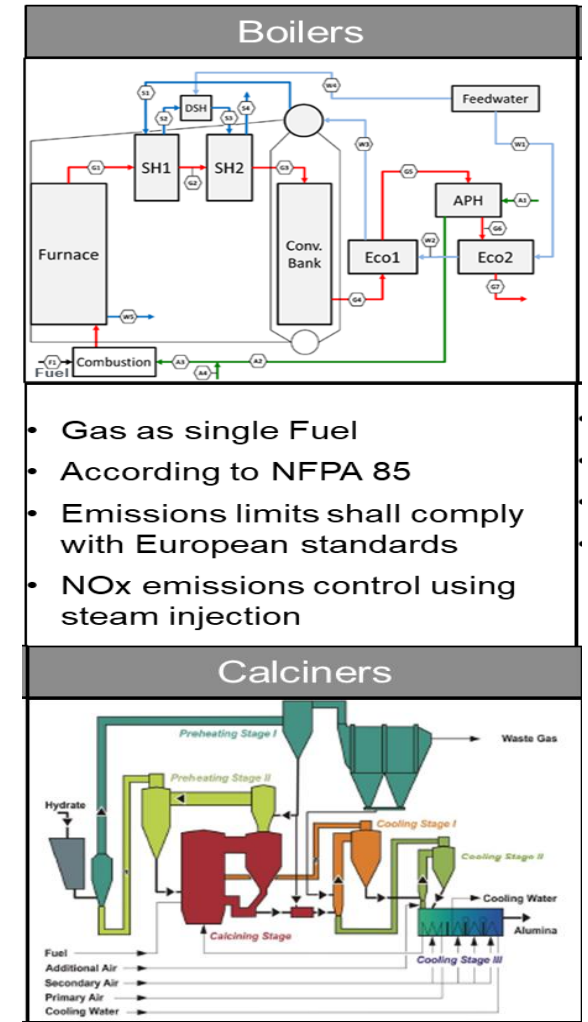 Boilers
S1
W4
DSH
S2
S3
S4
Feedwater
W3
W1
G1
SH1
G2
SH2
G3
G5
APH
A1
G6
Furnace
Conv.
Bank
Eco1
W2
Eco2
G4
G7
W5
F1
Fuel
Combustion
A3
A2
A4
• Gas as single Fuel
• According to NFPA 85
• Emissions limits shall comply
with European standards
• NOx emissions control using
steam injection
Calciners
Preheating Stage I
Waste Gas
Preheating Stage II
Hydrate
Cooling Stage I
Cooling Stage II
Cooling Water
Alumina
Calcining Stage
Fuel
Additional Air
Cooling Stage III
Secondary Air
Primary Air
Cooling Water